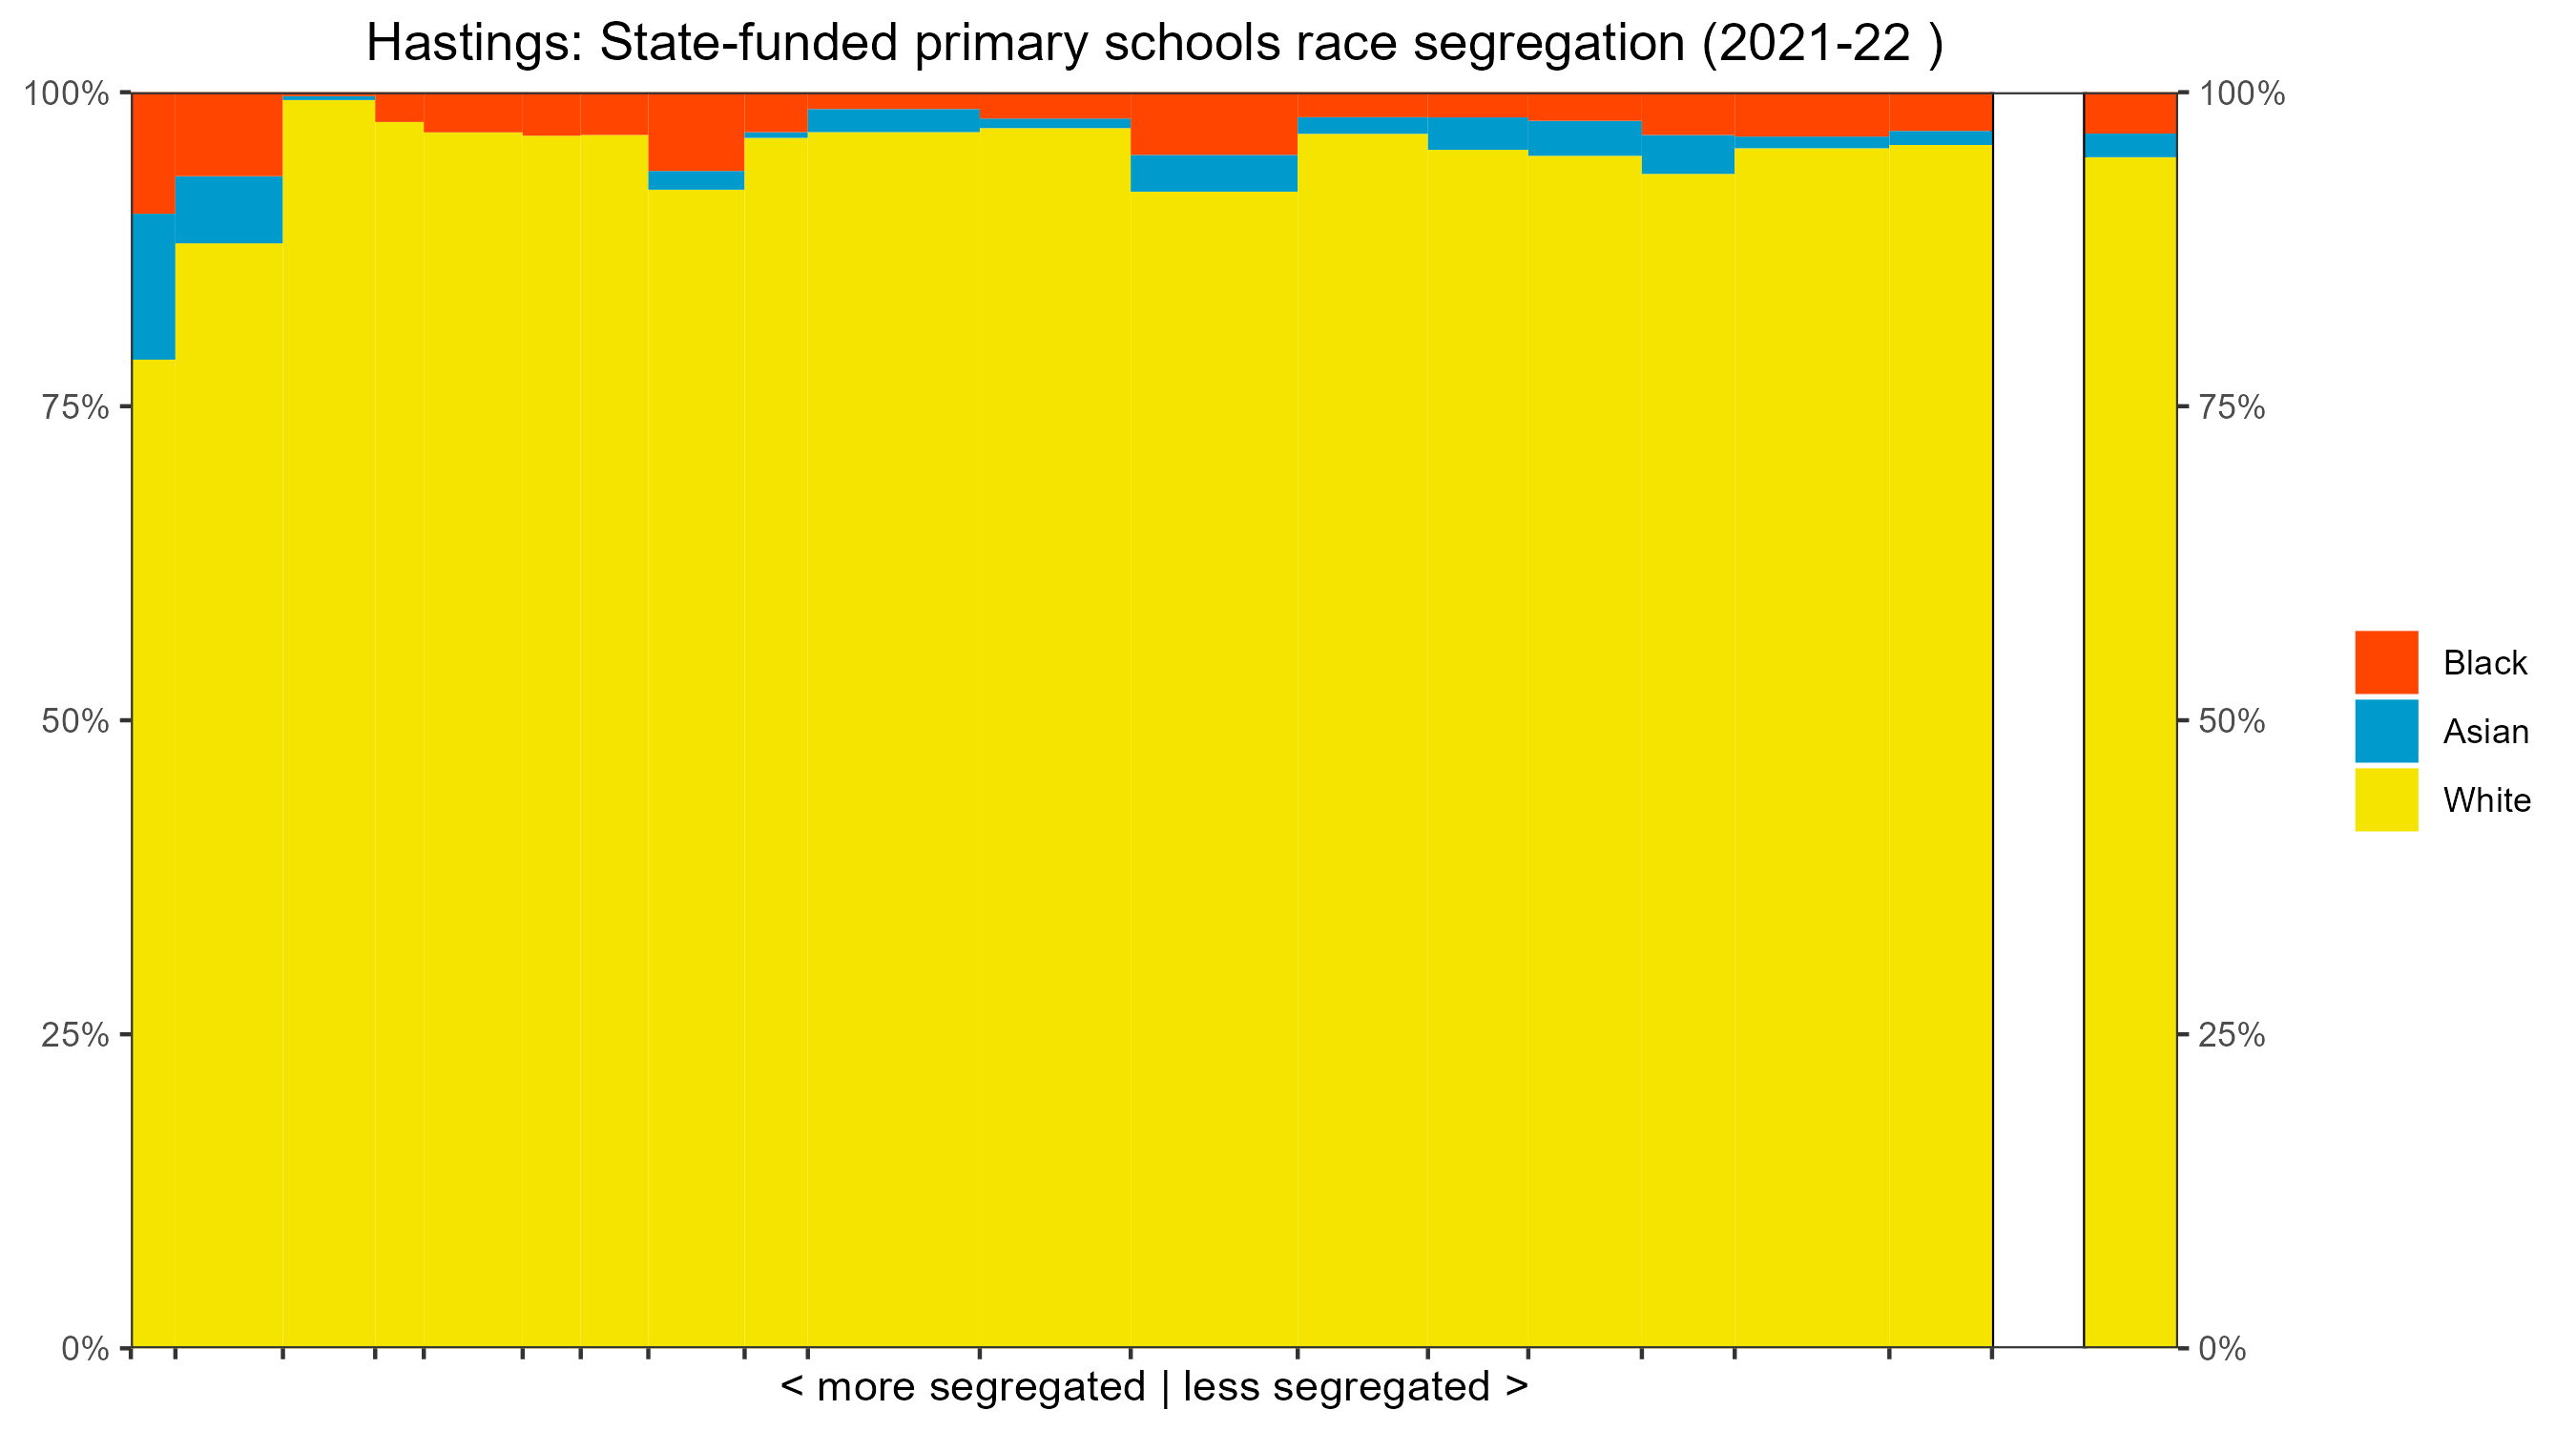 Hastings: State-funded primary schools race segregation (2021-22 )
100%
75%
50%
25%
0%
100%
75%
50%
25%
0%
Black
Asian
White
< more segregated | less segregated >